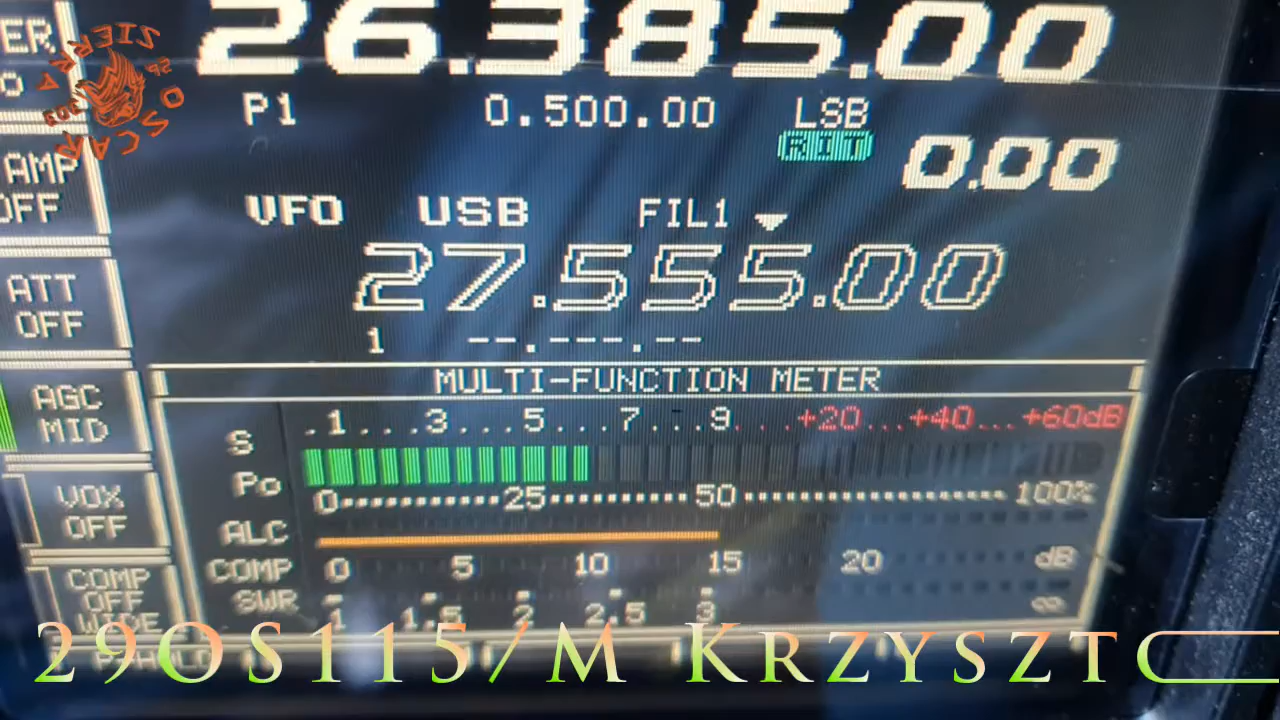 26.385.00
P1 0.500.00 LSB
RIT 0.00
VFO USB FIL1
27.555.00
1 --.---.--
AMP
OFF
ATT
OFF
AGC
MID
VOX
OFF
COMP
OFF
WIDE
MULTI-FUNCTION METER
S .1...3...5...7...9...+20...+40...+60dB
Po 0 25 50 100%
ALC
COMP 0 5 10 15 20 dB
SWR 1 1.5 2 2.5 3 ∞
ZIERRA OSCAR
29OS115/M KRZYSZT